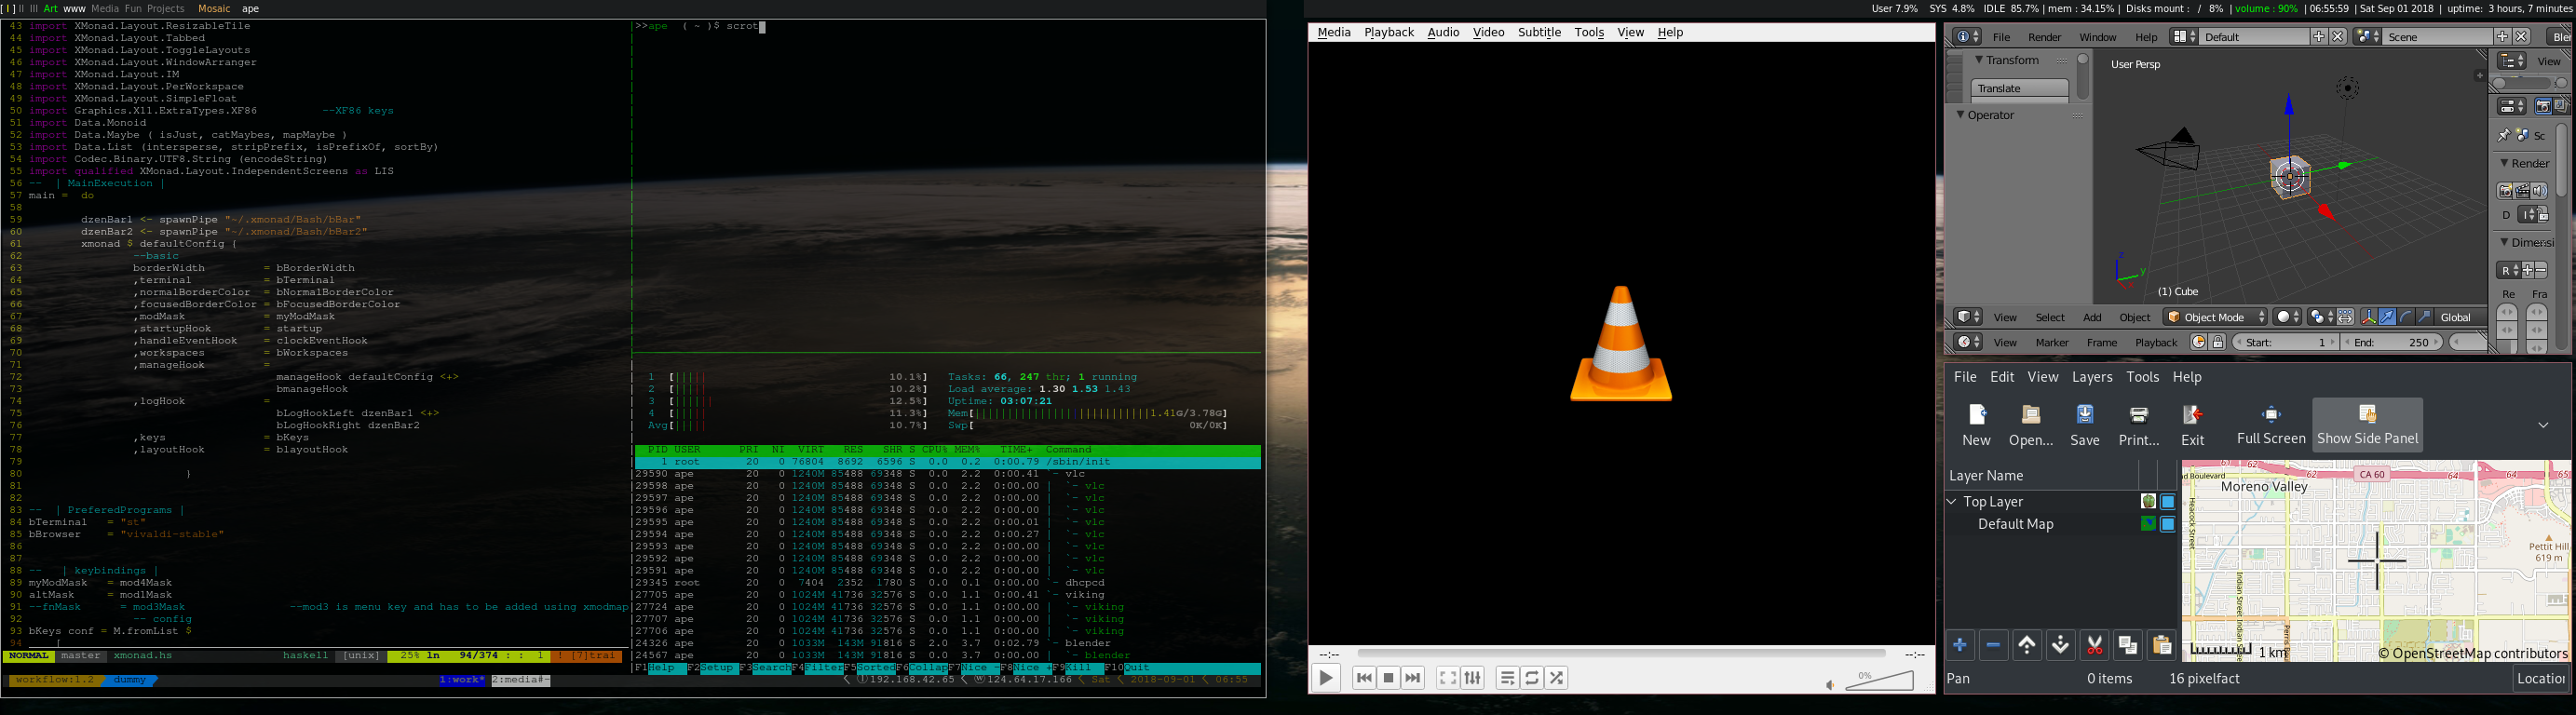 [ I ] II III Art www Media Fun Projects Mosaic ape
User 7.9% SYS 4.8% IDLE 85.7% | mem : 34.15% | Disks mount : / 8% | volume : 90% | 06:55:59 | Sat Sep 01 2018 | uptime: 3 hours, 7 minutes
43 import XMonad.Layout.ResizableTile
44 import XMonad.Layout.Tabbed
45 import XMonad.Layout.ToggleLayouts
46 import XMonad.Layout.WindowArranger
47 import XMonad.Layout.IM
48 import XMonad.Layout.PerWorkspace
49 import XMonad.Layout.SimpleFloat
50 import Graphics.X11.ExtraTypes.XF86 --XF86 keys
51 import Data.Monoid
52 import Data.Maybe ( isJust, catMaybes, mapMaybe )
53 import Data.List (intersperse, stripPrefix, isPrefixOf, sortBy)
54 import Codec.Binary.UTF8.String (encodeString)
55 import qualified XMonad.Layout.IndependentScreens as LIS
56 -- | MainExecution |
57 main = do
58
59 dzenBar1 <- spawnPipe "~/.xmonad/Bash/bBar"
60 dzenBar2 <- spawnPipe "~/.xmonad/Bash/bBar2"
61 xmonad $ defaultConfig {
62 --basic
63 borderWidth = bBorderWidth
64 ,terminal = bTerminal
65 ,normalBorderColor = bNormalBorderColor
66 ,focusedBorderColor = bFocusedBorderColor
67 ,modMask = myModMask
68 ,startupHook = startup
69 ,handleEventHook = clockEventHook
70 ,workspaces = bWorkspaces
71 ,manageHook =
72 manageHook defaultConfig <+>
73 bmanageHook
74 ,logHook =
75 bLogHookLeft dzenBar1 <+>
76 bLogHookRight dzenBar2
77 ,keys = bKeys
78 ,layoutHook = blayoutHook
79
80 }
81
82
83 -- | PreferedPrograms |
84 bTerminal = "st"
85 bBrowser = "vivaldi-stable"
86
87
88 -- | keybindings |
89 myModMask = mod4Mask
90 altMask = mod1Mask
91 --fnMask = mod3Mask --mod3 is menu key and has to be added using xmodmap
92 -- config
93 bKeys conf = M.fromList $
94 [
NORMAL master xmonad.hs haskell [unix] 25% ln 94/374 : : 1 ! [7]trai
>>ape ( ~ )$ scrot
1 [|||| 10.1%] Tasks: 66, 247 thr; 1 running
2 [|||| 10.2%] Load average: 1.30 1.53 1.43
3 [||||| 12.5%] Uptime: 03:07:21
4 [|||| 11.3%] Mem[|||||||||||||||||||||||1.41G/3.78G]
Avg[|||| 10.7%] Swp[ 0K/0K]
PID USER PRI NI VIRT RES SHR S CPU% MEM% TIME+ Command
1 root 20 0 76804 8692 6596 S 0.0 0.2 0:00.79 /sbin/init
29590 ape 20 0 1240M 85488 69348 S 0.0 2.2 0:00.41 `- vlc
29598 ape 20 0 1240M 85488 69348 S 0.0 2.2 0:00.00 | `- vlc
29597 ape 20 0 1240M 85488 69348 S 0.0 2.2 0:00.00 | `- vlc
29596 ape 20 0 1240M 85488 69348 S 0.0 2.2 0:00.00 | `- vlc
29595 ape 20 0 1240M 85488 69348 S 0.0 2.2 0:00.01 | `- vlc
29594 ape 20 0 1240M 85488 69348 S 0.0 2.2 0:00.27 | `- vlc
29593 ape 20 0 1240M 85488 69348 S 0.0 2.2 0:00.00 | `- vlc
29592 ape 20 0 1240M 85488 69348 S 0.0 2.2 0:00.00 | `- vlc
29591 ape 20 0 1240M 85488 69348 S 0.0 2.2 0:00.00 | `- vlc
29345 root 20 0 7404 2352 1780 S 0.0 0.1 0:00.00 `- dhcpcd
27705 ape 20 0 1024M 41736 32576 S 0.0 1.1 0:00.41 `- viking
27724 ape 20 0 1024M 41736 32576 S 0.0 1.1 0:00.00 | `- viking
27707 ape 20 0 1024M 41736 32576 S 0.0 1.1 0:00.00 | `- viking
27706 ape 20 0 1024M 41736 32576 S 0.0 1.1 0:00.00 | `- viking
24326 ape 20 0 1033M 143M 91816 S 2.0 3.7 0:02.79 `- blender
24567 ape 20 0 1033M 143M 91816 S 0.0 3.7 0:00.00 | `- blender
F1Help F2Setup F3SearchF4FilterF5SortedF6CollapF7Nice -F8Nice +F9Kill F10Quit
workflow:1.2 dummy 1:work* 2:media#- 192.168.42.65 124.64.17.166 Sat 2018-09-01 06:55
Media Playback Audio Video Subtitle Tools View Help
--:-- --:--
0%
File Render Window Help Default Scene Bler
Transform
Translate
Operator
User Persp
z
y
(1) Cube
View
Sc
Render
D
Dimensi
R
Re Fra
View Select Add Object Object Mode Global
View Marker Frame Playback Start: 1 End: 250
File Edit View Layers Tools Help
New Open... Save Print... Exit Full Screen Show Side Panel
Layer Name
Top Layer
Default Map
62 CA 60 62 64 65
Boulevard
Moreno Valley
Heacock Street
Indian Street
Perris
Pettit Hill
619 m
1 km
© OpenStreetMap contributors
Pan 0 items 16 pixelfact Locatio